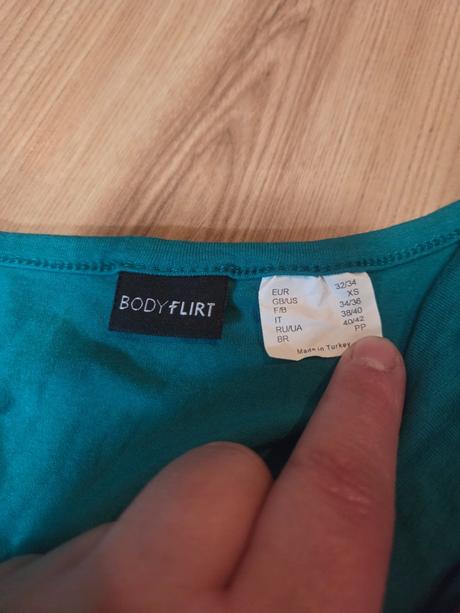 BODYFLIRT
EUR 32/34
GB/US XS
F/B 34/36
IT 38/40
RU/UA 40/42
BR PP
Made in Turkey